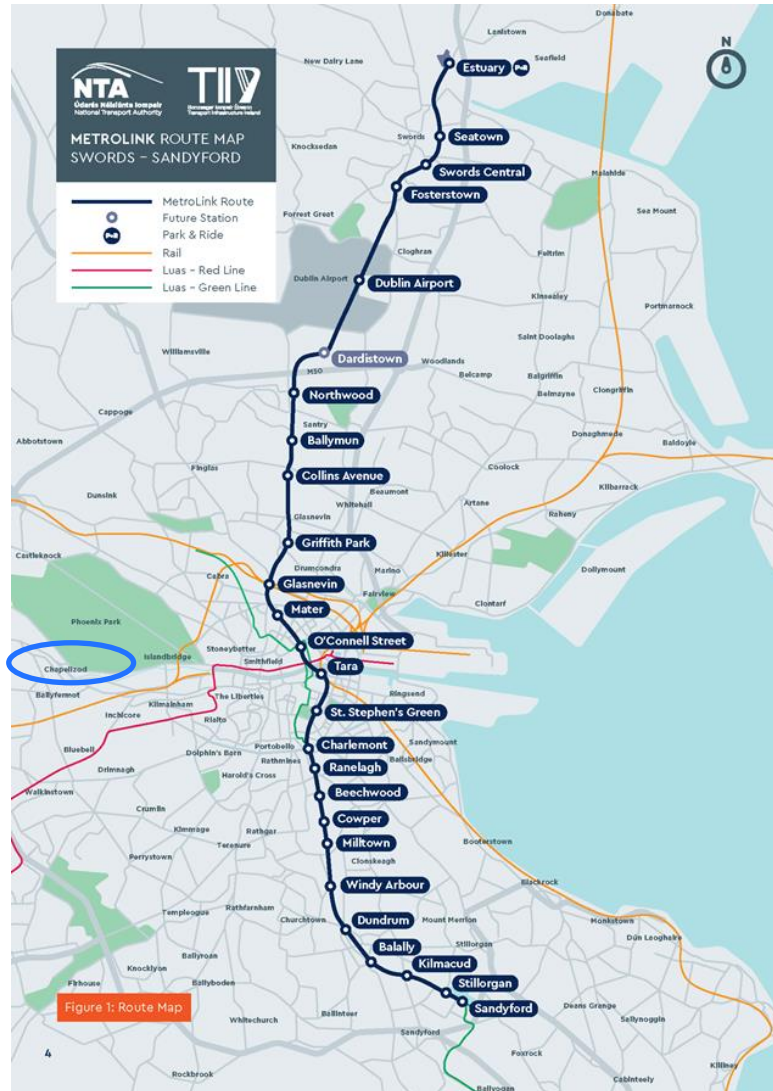 NTA
Údarás Náisiúnta Iompair
National Transport Authority
TII
Transport Infrastructure Ireland
METROLINK ROUTE MAP
SWORDS – SANDYFORD
MetroLink Route
Future Station
P+R
Park & Ride
Rail
Luas – Red Line
Luas – Green Line
N
Donabate
Lanistown
Seafield
New Dairy Lane
Estuary
P+R
Swords
Seatown
Knocksedan
Swords Central
Malahide
Fosterstown
Sea Mount
Forrest Great
Cloghran
Feltrim
Dublin Airport
Dublin Airport
Kinsealey
Portmarnock
Saint Doolaghs
Williamsville
Dardistown
Woodlands
M50
Belcamp
Balgriffin
Northwood
Belmayne
Clongriffin
Cappoge
Santry
Abbotstown
Ballymun
Donaghmede
Baldoyle
Finglas
Coolock
Collins Avenue
Kilbarrack
Dunsink
Beaumont
Whitehall
Artane
Glasnevin
Raheny
Griffith Park
Killester
Castleknock
Drumcondra
Marino
Dollymount
Cabra
Glasnevin
Fairview
Clontarf
Mater
Phoenix Park
O'Connell Street
Stoneybatter
Islandbridge
Smithfield
Chapelizod
Tara
Ballyfermot
The Liberties
Ringsend
Kilmainham
Inchicore
St. Stephen's Green
Rialto
Sandymount
Bluebell
Portobello
Charlemont
Dolphin's Barn
Rathmines
Ballsbridge
Drimnagh
Ranelagh
Harold's Cross
Walkinstown
Beechwood
Crumlin
Cowper
Kimmage
Rathgar
Milltown
Terenure
Booterstown
Perrystown
Clonskeagh
Windy Arbour
Blackrock
Rathfarnham
Templeogue
Churchtown
Dundrum
Mount Merrion
Monkstown
Dún Laoghaire
Stillorgan
Ballyroan
Balally
Knocklyon
Kilmacud
Firhouse
Ballyboden
Stillorgan
Figure 1: Route Map
Sandyford
Deans Grange
Whitechurch
Ballinteer
Sallynoggin
Sandyford
4
Foxrock
Rockbrook
Cabinteely
Killiney
Ballyogan